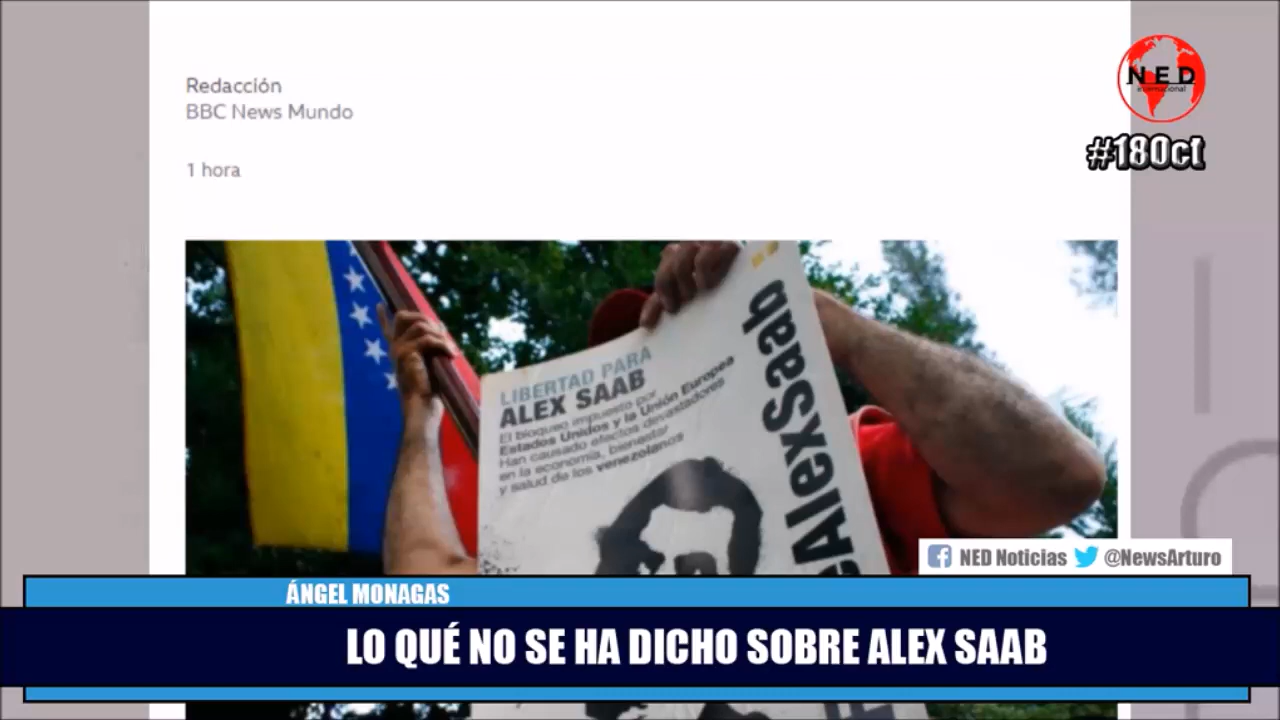 Redacción
BBC News Mundo
1 hora
NED
international
#180ct
LIBERTAD PARA
ALEX SAAB
El bloqueo impuesto por
Estados Unidos y la Unión Europea
Han causado efectos devastadores
en la economía, bienestar
y salud de los venezolanos
AlexSaab
NED Noticias @NewsArturo
ÁNGEL MONAGAS
LO QUÉ NO SE HA DICHO SOBRE ALEX SAAB